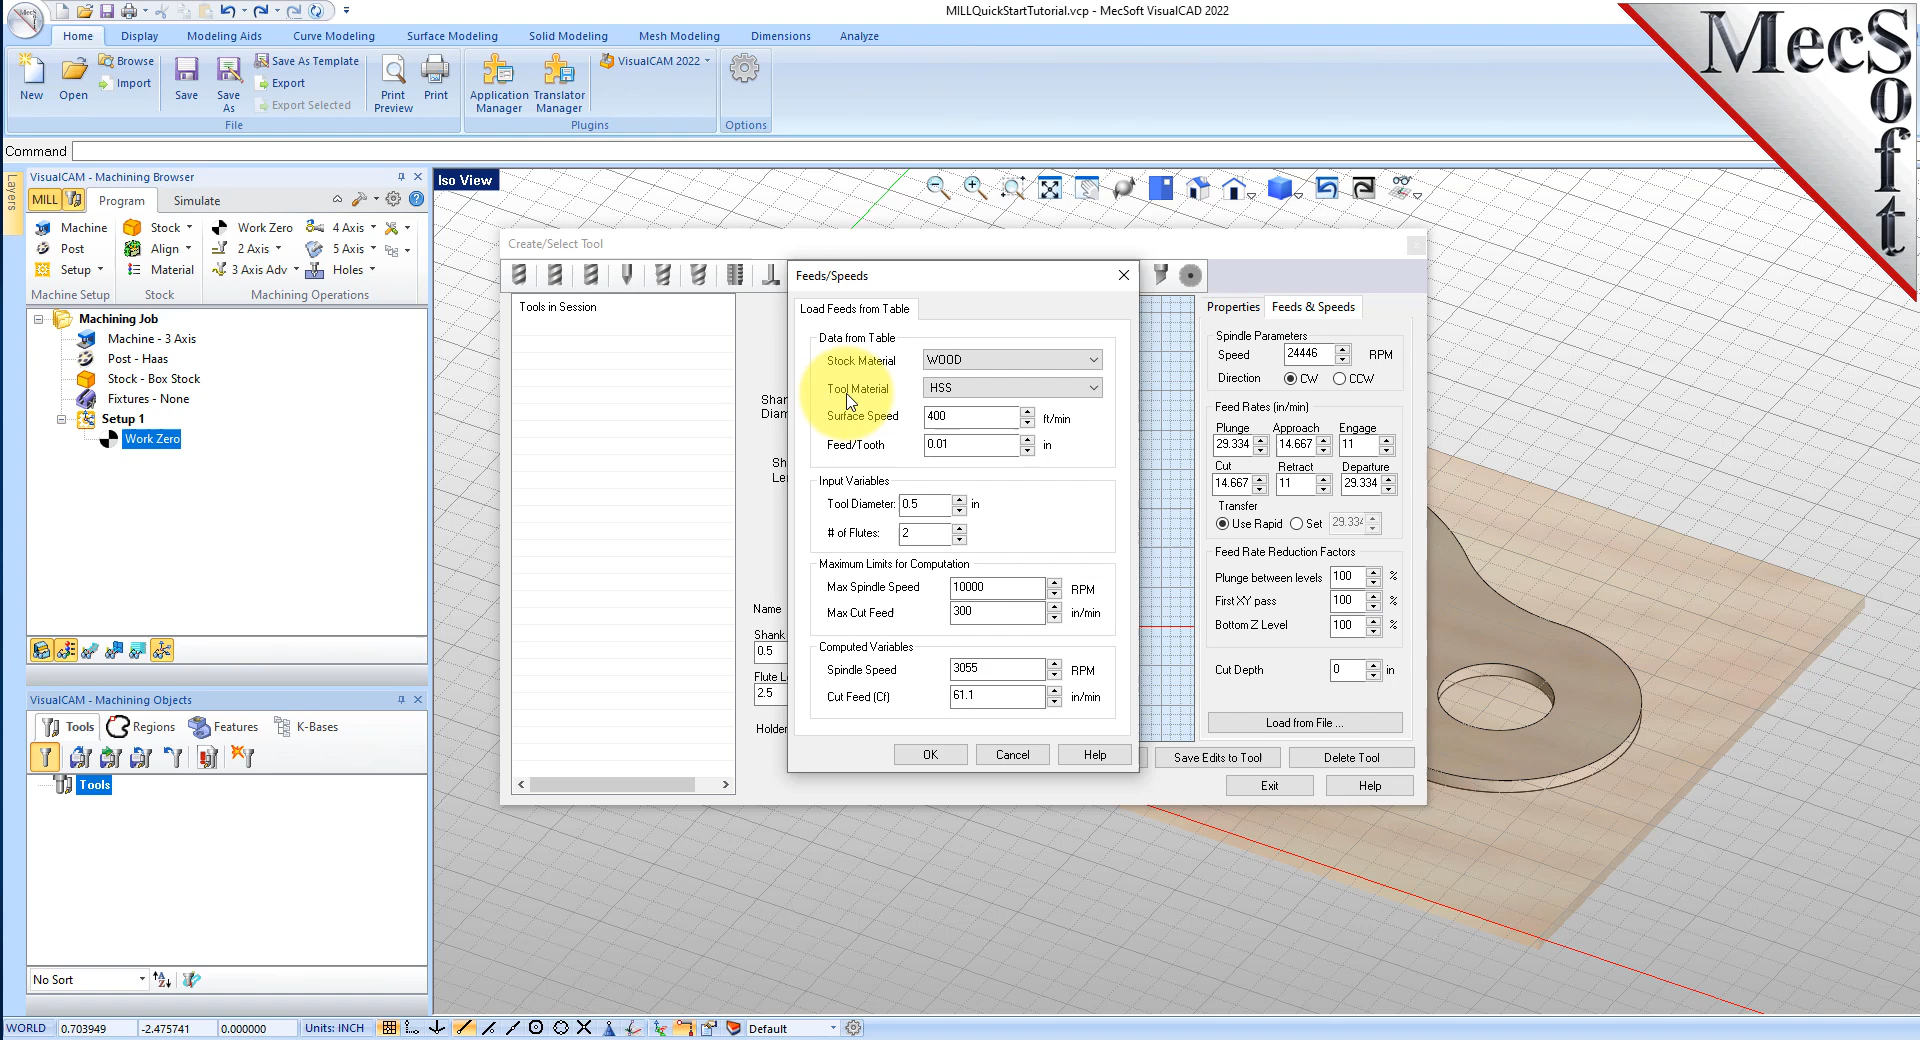 MILLQuickStartTutorial.vcp - MecSoft VisualCAD 2022
Home Display Modeling Aids Curve Modeling Surface Modeling Solid Modeling Mesh Modeling Dimensions Analyze
New Open Browse Import Save Save As Save As Template Export Export Selected Print Preview Print Application Manager Translator Manager VisualCAM 2022
File Plugins Options
MecSoft
Command
Layers
VisualCAM - Machining Browser
MILL Program Simulate
Machine Stock Work Zero 4 Axis
Post Align 2 Axis 5 Axis
Setup Material 3 Axis Adv Holes
Machine Setup Stock Machining Operations
Machining Job
Machine - 3 Axis
Post - Haas
Stock - Box Stock
Fixtures - None
Setup 1
Work Zero
VisualCAM - Machining Objects
Tools Regions Features K-Bases
Tools
No Sort
Iso View
Create/Select Tool
Tools in Session
Shar
Diam
Sh
Ler
Name
Shank
0.5
Flute L
2.5
Holder
Feeds/Speeds
Load Feeds from Table
Data from Table
Stock Material WOOD
Tool Material HSS
Surface Speed 400 ft/min
Feed/Tooth 0.01 in
Input Variables
Tool Diameter: 0.5 in
# of Flutes: 2
Maximum Limits for Computation
Max Spindle Speed 10000 RPM
Max Cut Feed 300 in/min
Computed Variables
Spindle Speed 3055 RPM
Cut Feed (Cf) 61.1 in/min
OK Cancel Help
Properties Feeds & Speeds
Spindle Parameters
Speed 24446 RPM
Direction CW CCW
Feed Rates (in/min)
Plunge Approach Engage
29.334 14.667 11
Cut Retract Departure
14.667 11 29.334
Transfer
Use Rapid Set 29.334
Feed Rate Reduction Factors
Plunge between levels 100 %
First XY pass 100 %
Bottom Z Level 100 %
Cut Depth 0 in
Load from File ...
Save Edits to Tool Delete Tool
Exit Help
WORLD 0.703949 -2.475741 0.000000 Units: INCH Default